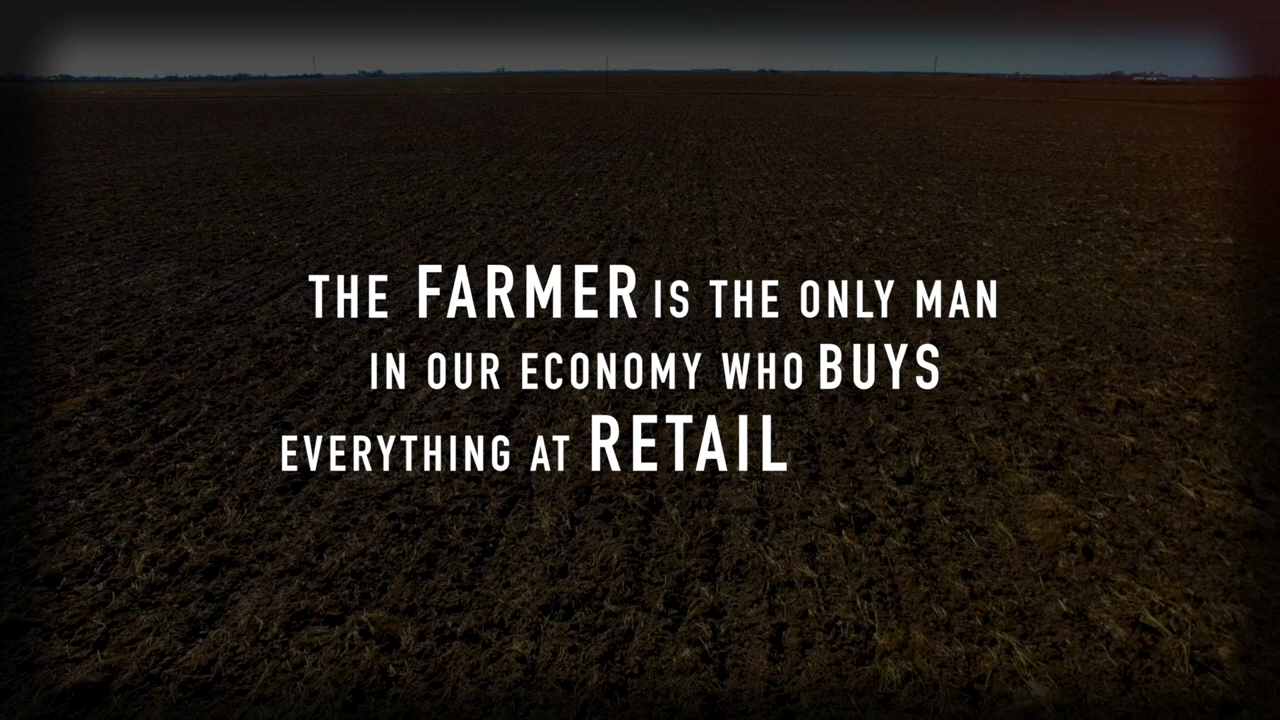 THE FARMER IS THE ONLY MAN
IN OUR ECONOMY WHO BUYS
EVERYTHING AT RETAIL